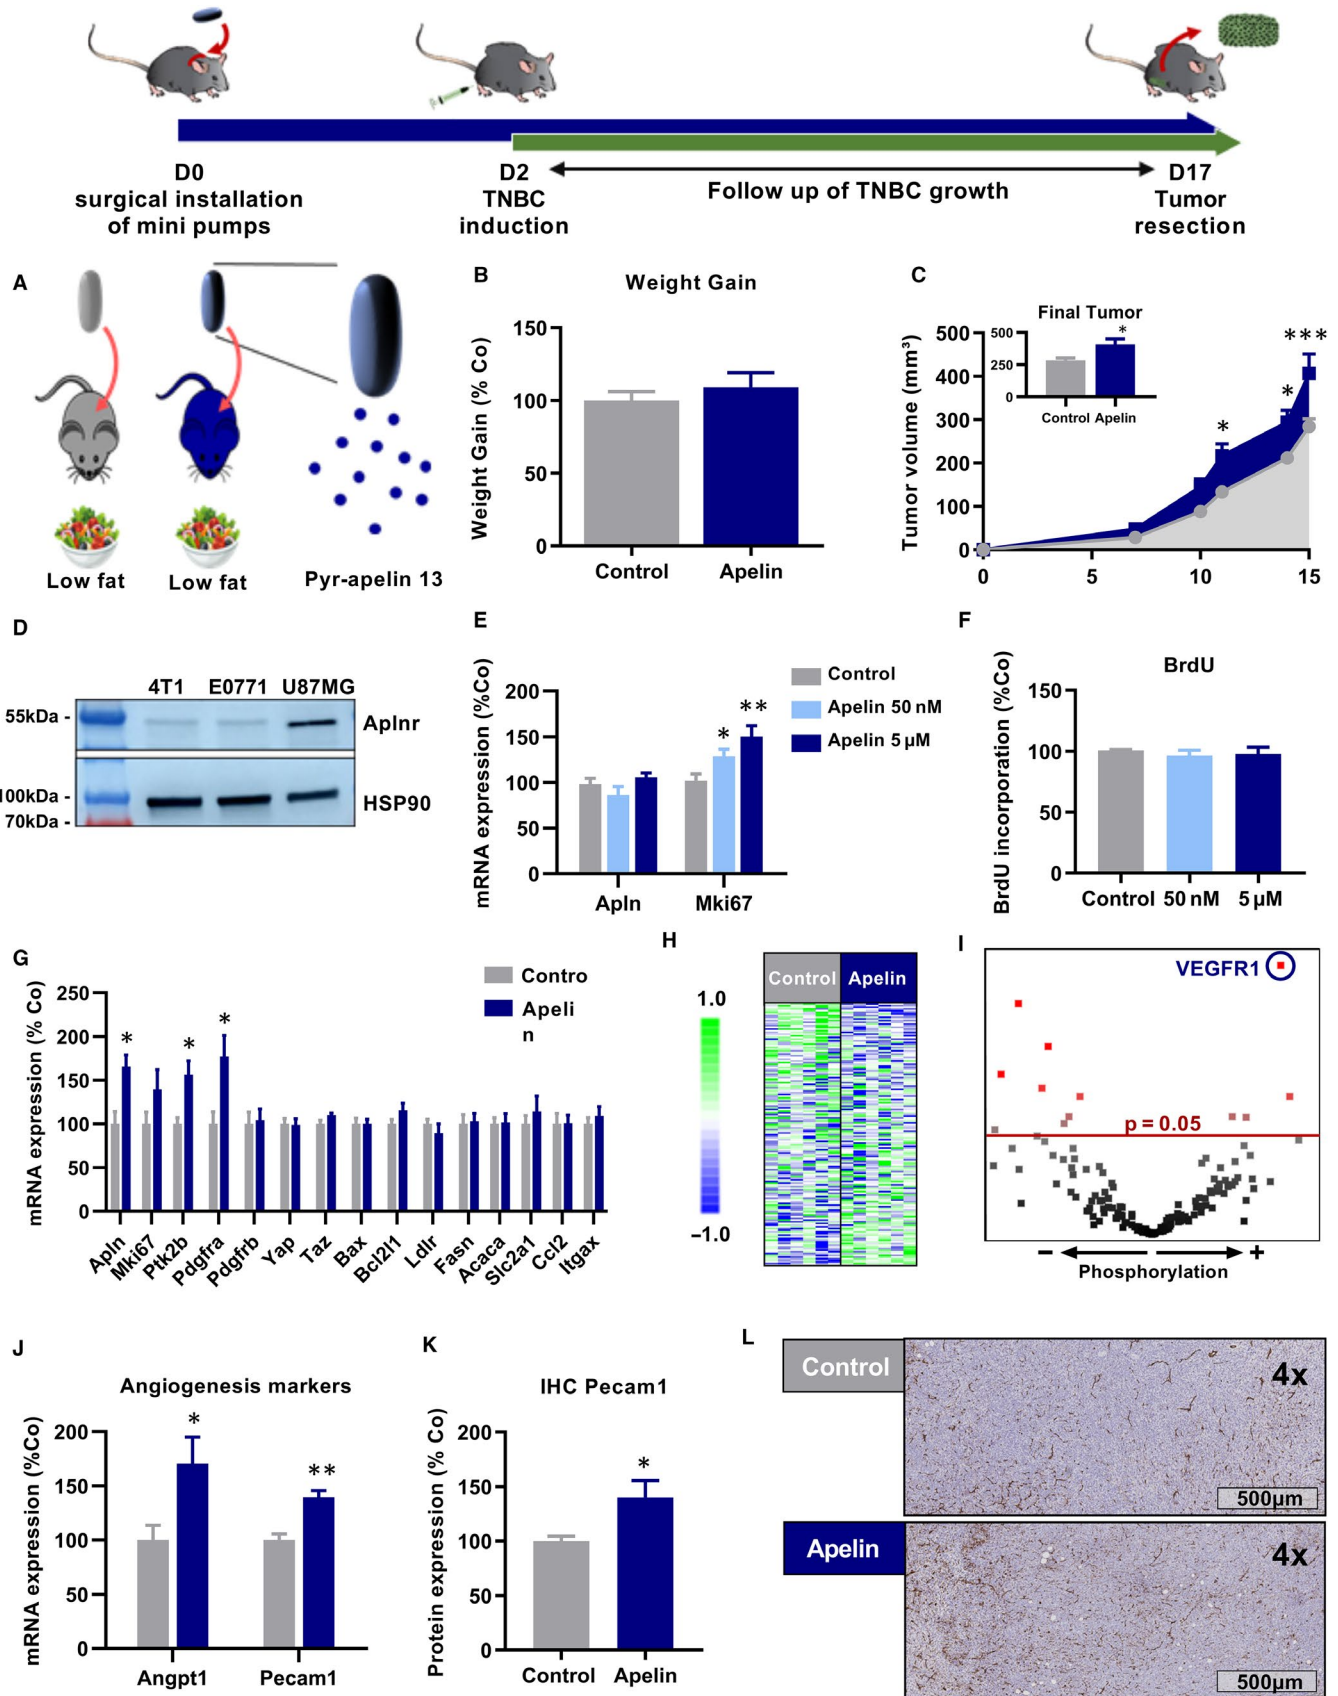 D0
surgical installation
of mini pumps
D2
TNBC
induction
Follow up of TNBC growth
D17
Tumor
resection
A
Low fat
Low fat
Pyr-apelin 13
B
Weight Gain
Weight Gain (% Co)
150
100
50
0
Control
Apelin
C
Final Tumor
500
250
0
*
Control Apelin
Tumor volume (mm³)
500
400
300
200
100
0
*
*
***
0
5
10
15
D
4T1
E0771
U87MG
55kDa -
Aplnr
100kDa -
70kDa -
HSP90
E
mRNA expression (%Co)
200
150
100
50
0
*
**
Apln
Mki67
Control
Apelin 50 nM
Apelin 5 µM
F
BrdU
BrdU incorporation (%Co)
150
100
50
0
Control
50 nM
5 µM
G
mRNA expression (% Co)
250
200
150
100
50
0
*
*
*
Contro
Apeli
n
Apln
Mki67
Ptk2b
Pdgfra
Pdgfrb
Yap
Taz
Bax
Bcl2l1
Ldlr
Fasn
Acaca
Slc2a1
Ccl2
Itgax
H
1.0
−1.0
Control
Apelin
I
VEGFR1
p = 0.05
−
+
Phosphorylation
J
Angiogenesis markers
mRNA expression (%Co)
200
150
100
50
0
*
**
Angpt1
Pecam1
K
IHC Pecam1
Protein expression (% Co)
200
150
100
50
0
*
Control
Apelin
L
Control
4x
500µm
Apelin
4x
500µm